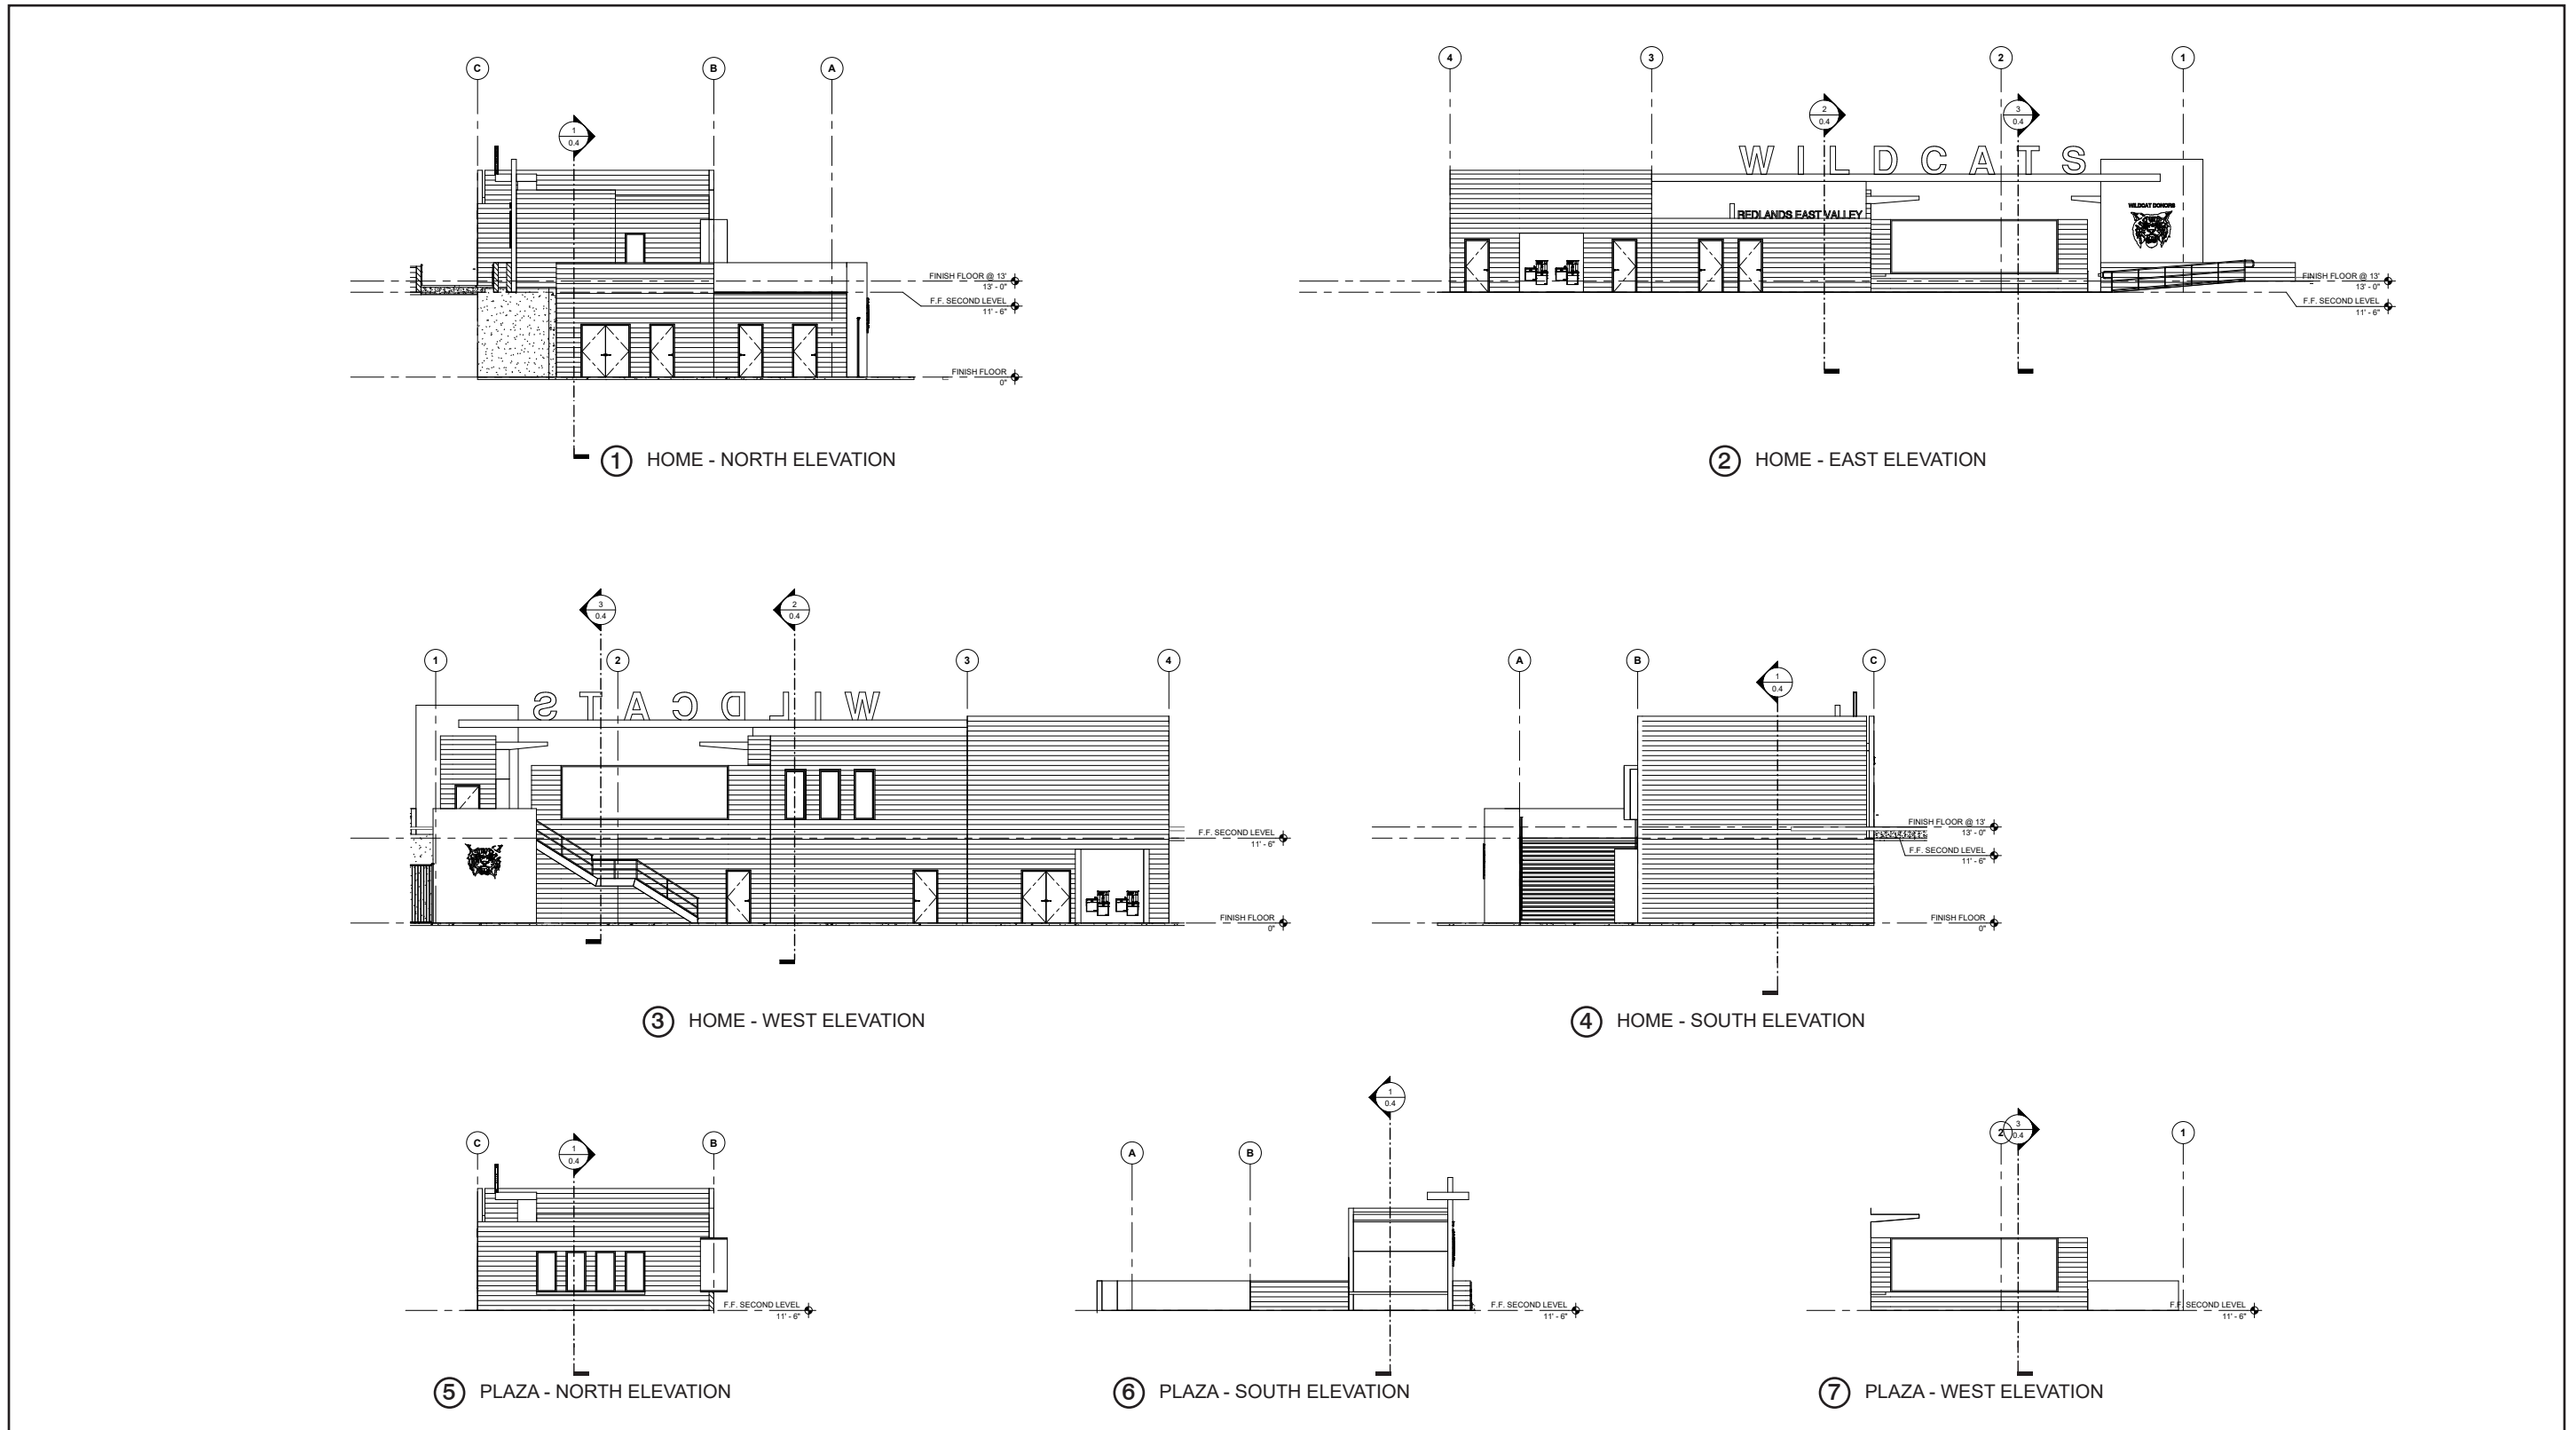 C B A
1
0.4
FINISH FLOOR @ 13'
13' - 0"
F.F. SECOND LEVEL
11' - 6"
FINISH FLOOR
0"
1 HOME - NORTH ELEVATION
4 3 2 1
2
0.4
3
0.4
WILDCATS
REDLANDS EAST VALLEY
WILDCAT DONORS
FINISH FLOOR @ 13'
13' - 0"
F.F. SECOND LEVEL
11' - 6"
2 HOME - EAST ELEVATION
3
0.4
2
0.4
1 2 3 4
WILDCATS
F.F. SECOND LEVEL
11' - 6"
FINISH FLOOR
0"
3 HOME - WEST ELEVATION
A B C
1
0.4
FINISH FLOOR @ 13'
13' - 0"
F.F. SECOND LEVEL
11' - 6"
FINISH FLOOR
0"
4 HOME - SOUTH ELEVATION
C B
1
0.4
F.F. SECOND LEVEL
11' - 6"
5 PLAZA - NORTH ELEVATION
1
0.4
A B
F.F. SECOND LEVEL
11' - 6"
6 PLAZA - SOUTH ELEVATION
2 1
3
0.4
F.F. SECOND LEVEL
11' - 6"
7 PLAZA - WEST ELEVATION